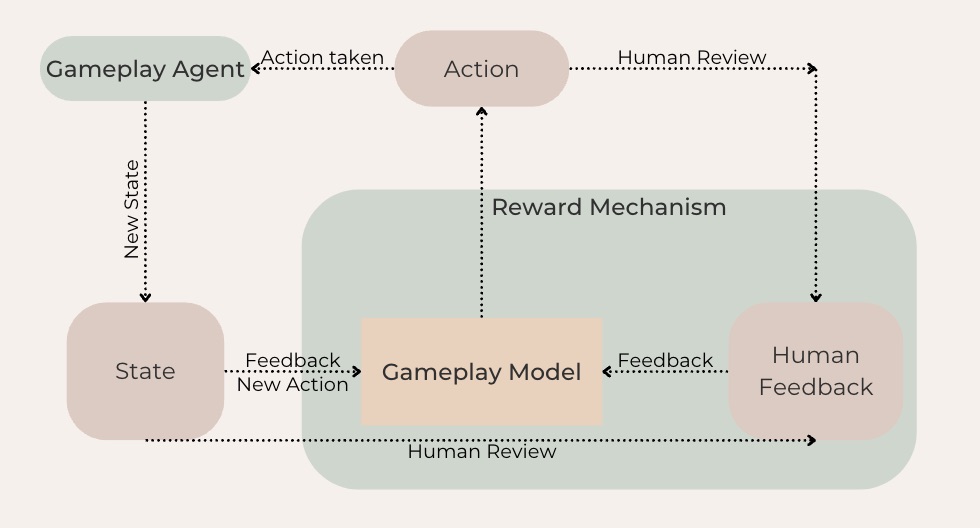 Gameplay Agent
Action taken
Action
Human Review
New State
Reward Mechanism
State
Feedback
New Action
Gameplay Model
Feedback
Human
Feedback
Human Review